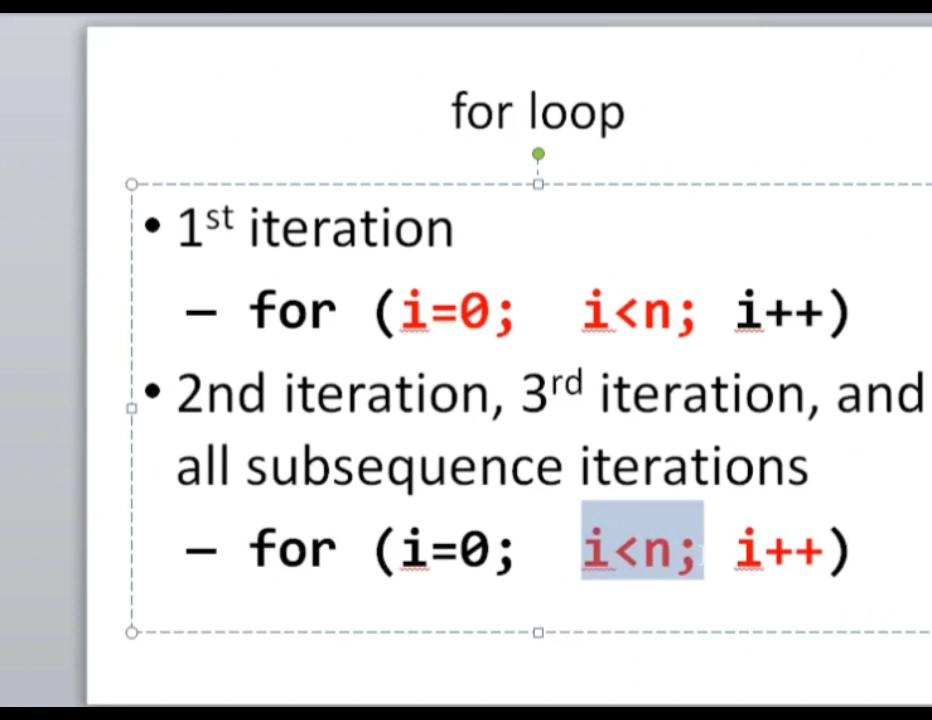 for loop
• 1st iteration
– for (i=0;  i<n; i++)
• 2nd iteration, 3rd iteration, and
all subsequence iterations
– for (i=0;  i<n; i++)